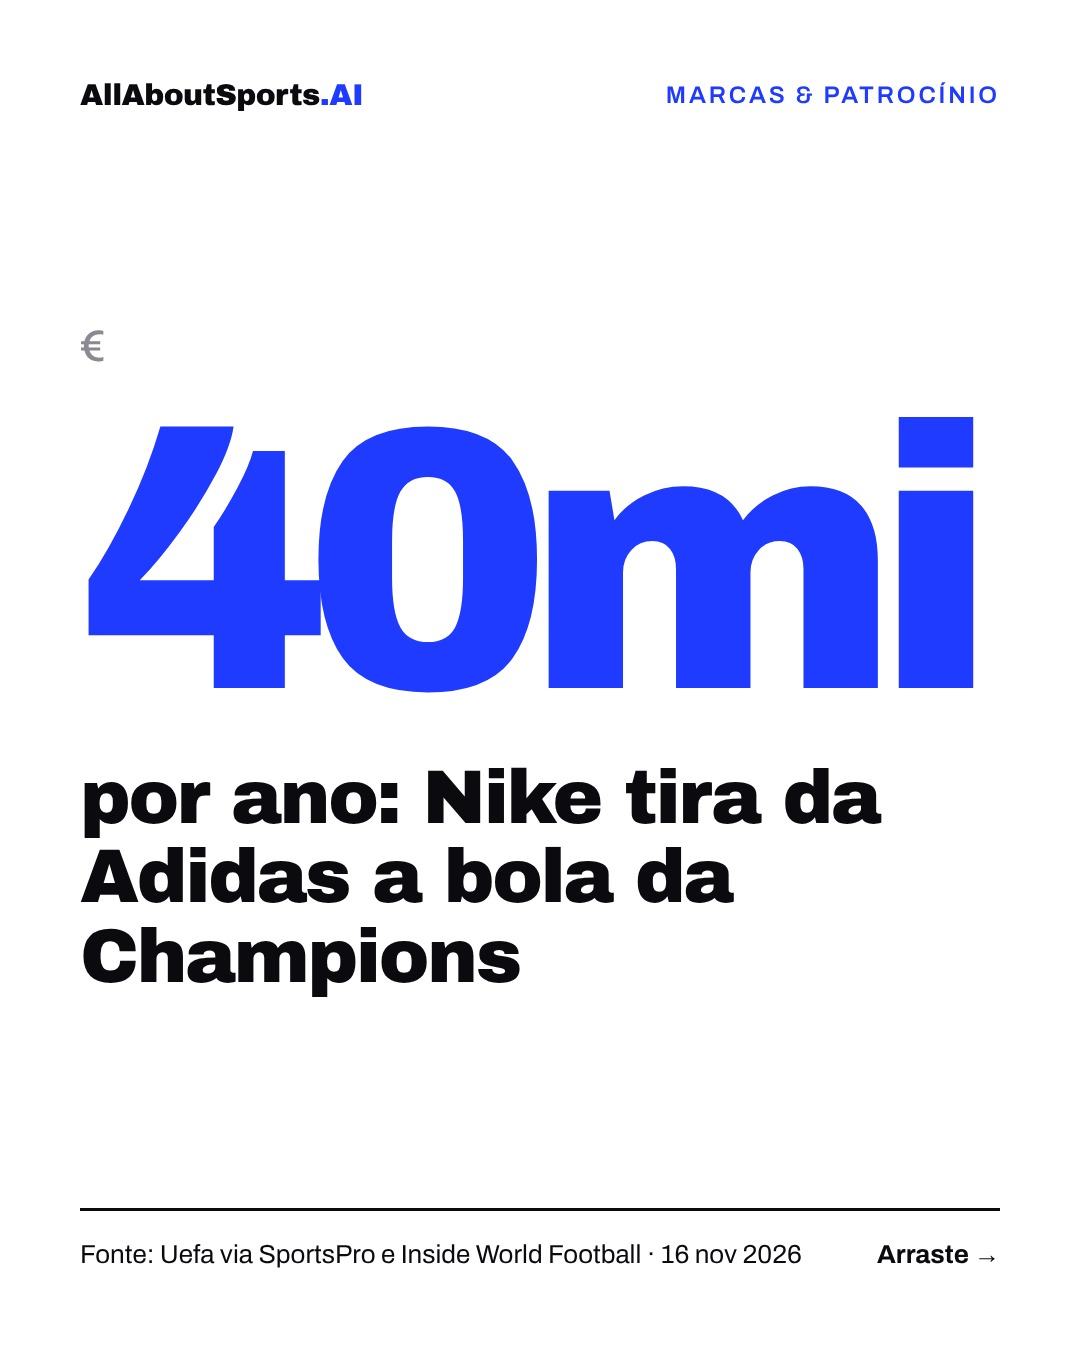 AllAboutSports.AI
MARCAS & PATROCÍNIO
€
40mi
por ano: Nike tira da
Adidas a bola da
Champions
Fonte: Uefa via SportsPro e Inside World Football · 16 nov 2026
Arraste →